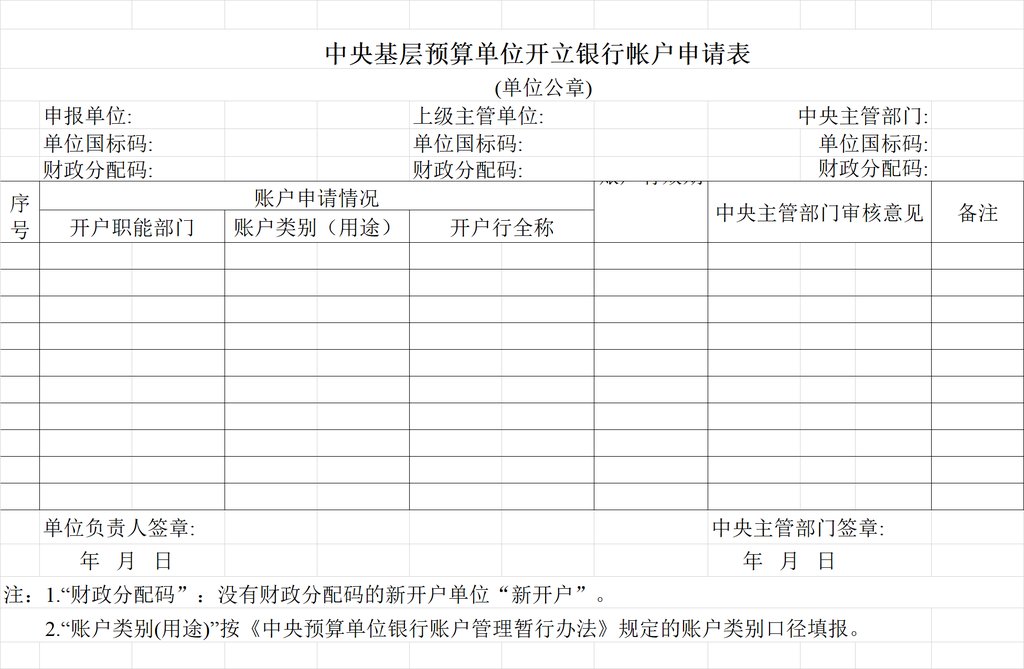 中央基层预算单位开立银行帐户申请表
(单位公章)
申报单位: 上级主管单位: 中央主管部门:
单位国标码: 单位国标码: 单位国标码:
财政分配码: 财政分配码: 财政分配码:
序号 账户申请情况 中央主管部门审核意见 备注
开户职能部门 账户类别（用途） 开户行全称
单位负责人签章: 中央主管部门签章:
年 月 日 年 月 日
注：1.“财政分配码”：没有财政分配码的新开户单位“新开户”。
2.“账户类别(用途)”按《中央预算单位银行账户管理暂行办法》规定的账户类别口径填报。